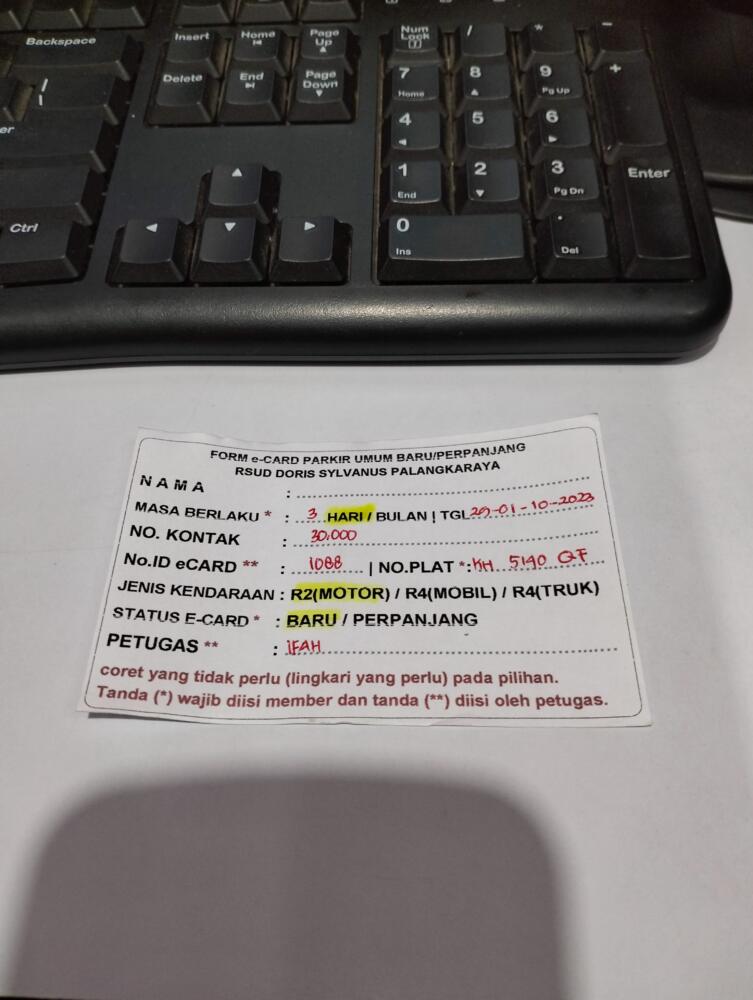 Backspace
Insert Home Page Up
Num Lock / * -
Delete End Page Down
7 Home 8 9 Pg Up +
4 5 6
1 End 2 3 Pg Dn Enter
Ctrl
0 Ins . Del
FORM e-CARD PARKIR UMUM BARU/PERPANJANG
RSUD DORIS SYLVANUS PALANGKARAYA
NAMA :
MASA BERLAKU * : 3 HARI / BULAN | TGL 29-01-10-2023
NO. KONTAK : 30.000
No.ID eCARD ** : 1088 | NO.PLAT *: KH 5190 QF
JENIS KENDARAAN : R2(MOTOR) / R4(MOBIL) / R4(TRUK)
STATUS E-CARD * : BARU / PERPANJANG
PETUGAS ** : IFAH
coret yang tidak perlu (lingkari yang perlu) pada pilihan.
Tanda (*) wajib diisi member dan tanda (**) diisi oleh petugas.